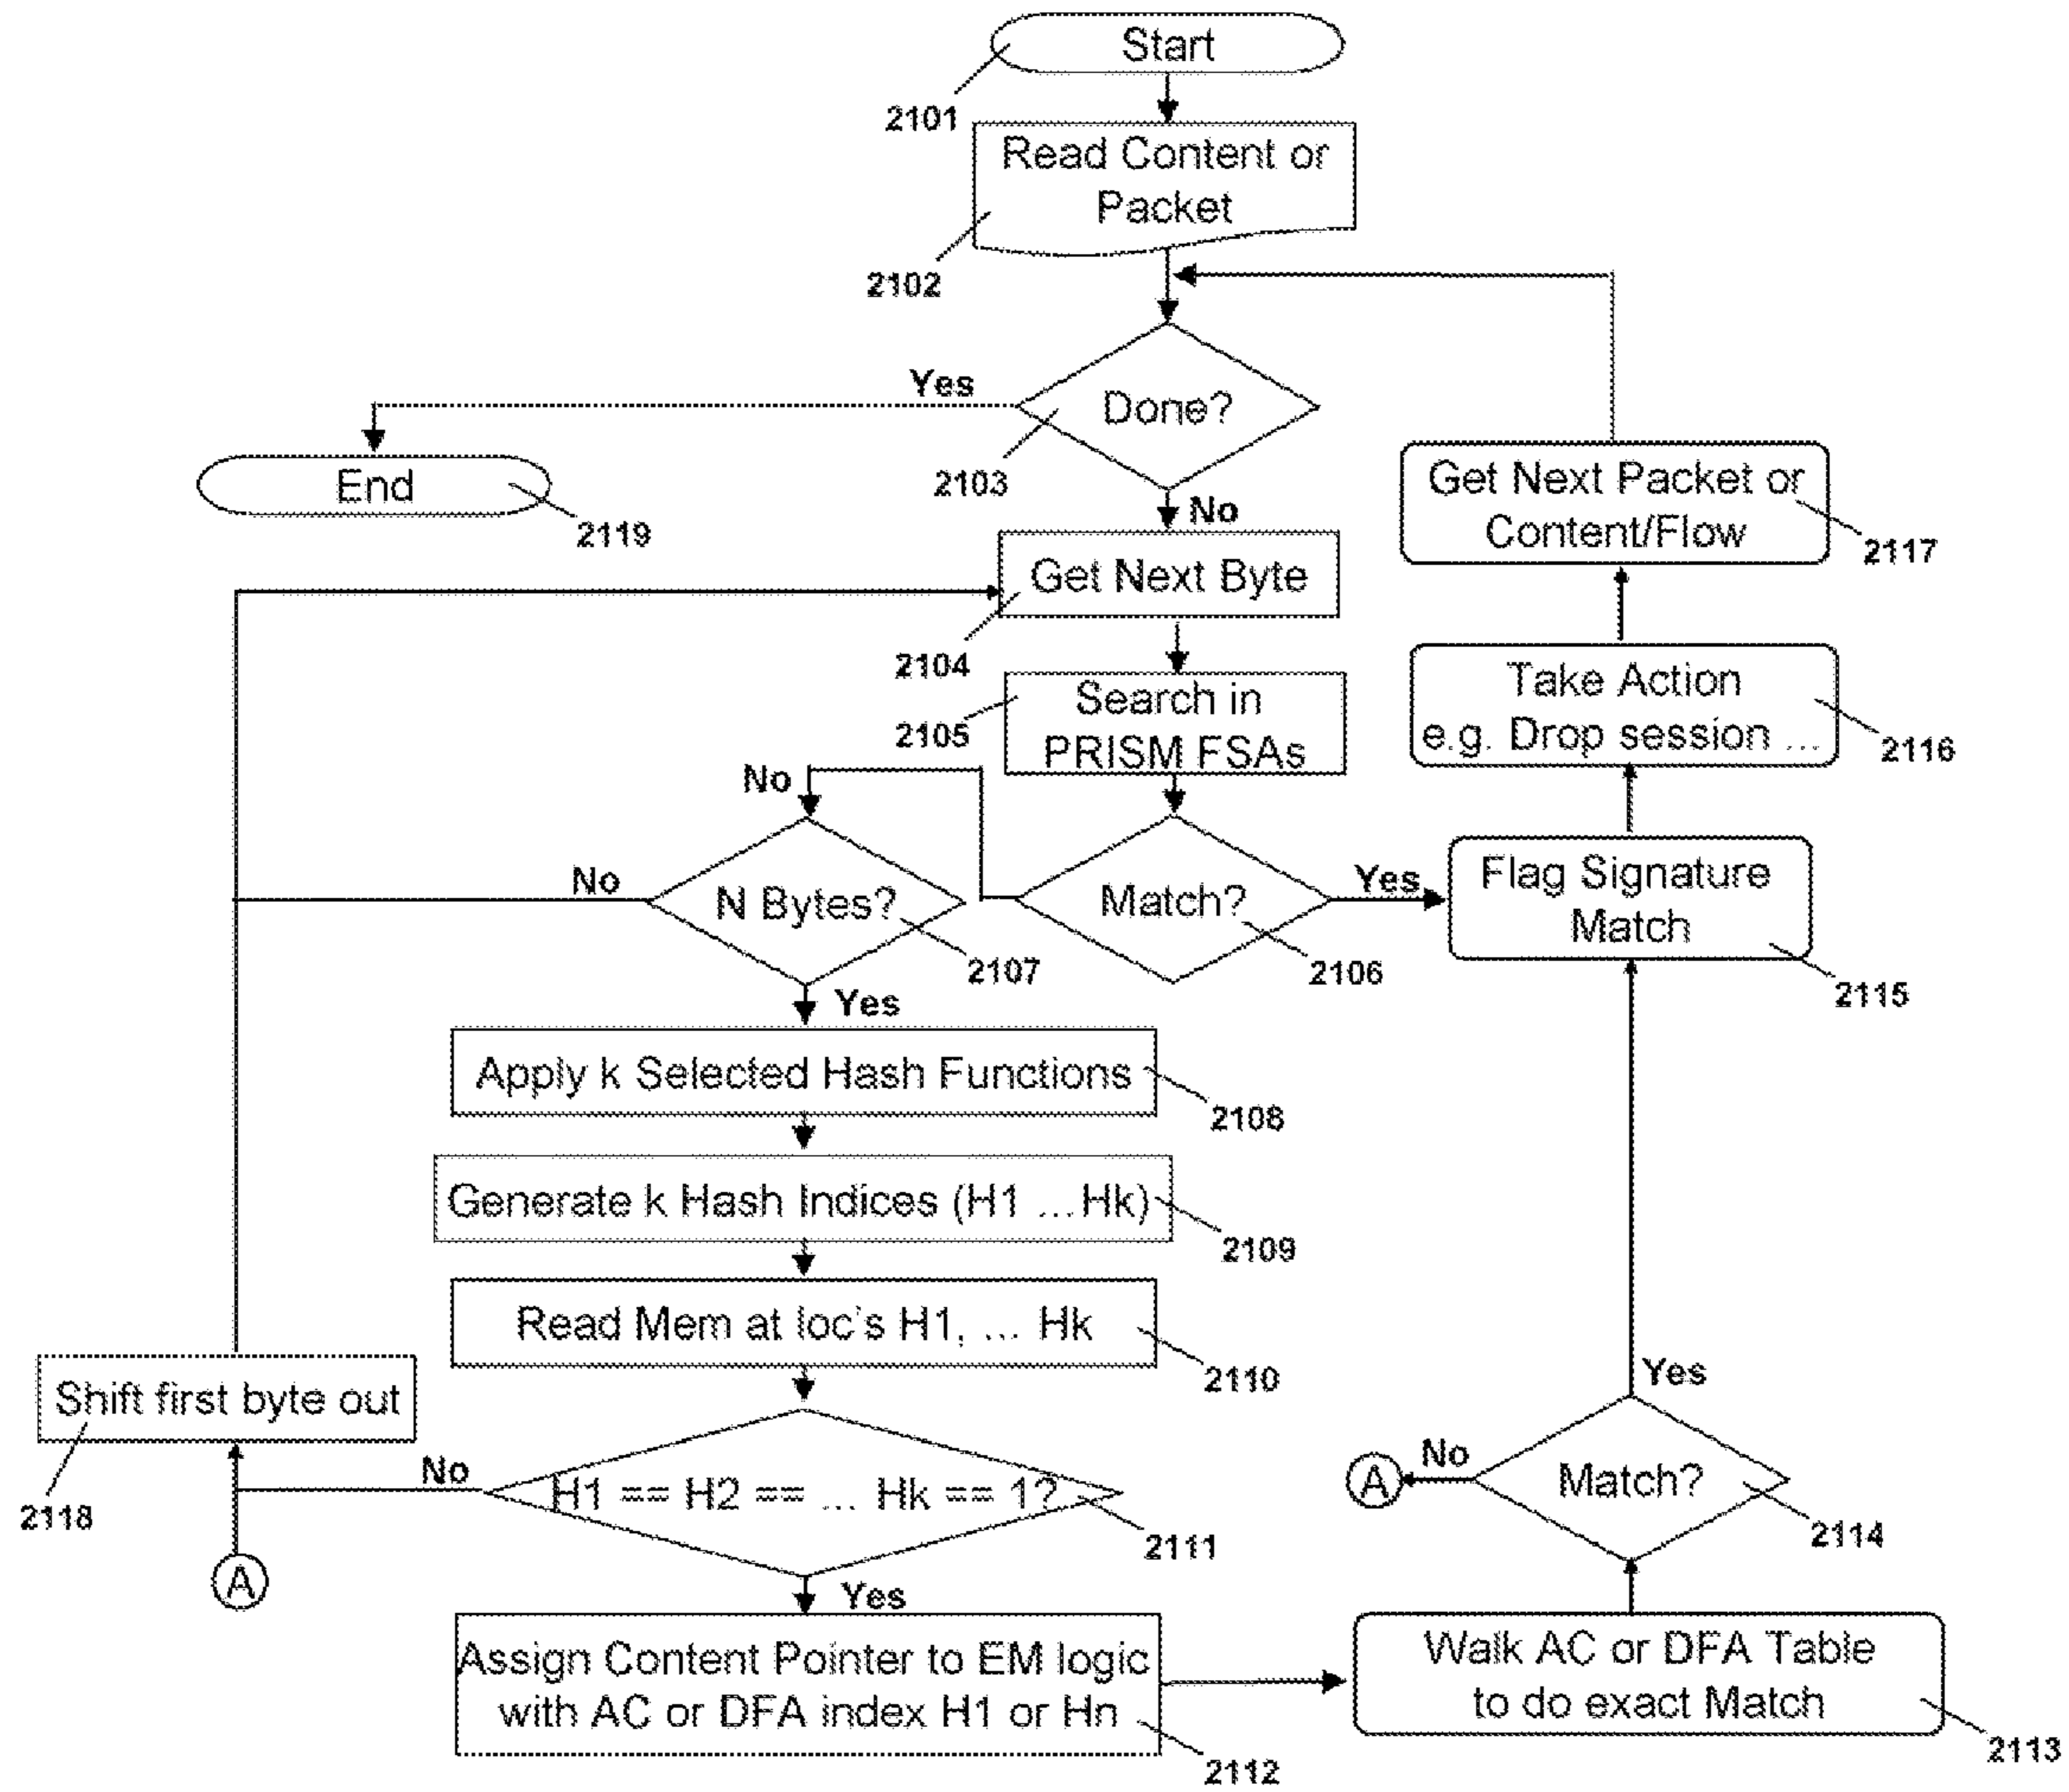 Start
2101
Read Content or
Packet
2102
Yes
Done?
2103
End
2119
No
Get Next Packet or
Content/Flow
2117
Get Next Byte
2104
Search in
PRISM FSAs
2105
Take Action
e.g. Drop session ...
2116
No
No
N Bytes?
2107
Match?
2106
Yes
Flag Signature
Match
2115
Yes
Apply k Selected Hash Functions
2108
Generate k Hash Indices (H1 ...Hk)
2109
Read Mem at loc's H1, ... Hk
2110
Shift first byte out
2118
No
H1 == H2 == ... Hk == 1?
2111
A
Yes
Yes
A
No
Match?
2114
Assign Content Pointer to EM logic
with AC or DFA index H1 or Hn
2112
Walk AC or DFA Table
to do exact Match
2113